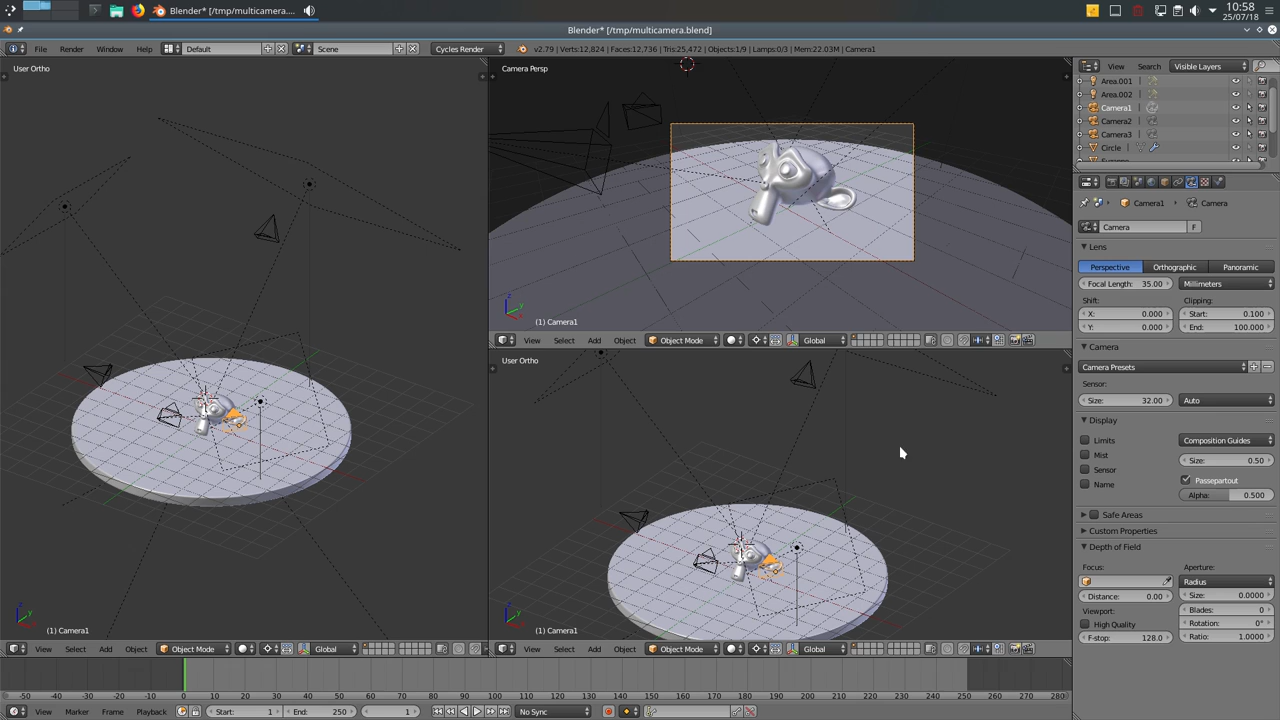 Blender* [/tmp/multicamera....
10:58
25/07/18
Blender* [/tmp/multicamera.blend]
File Render Window Help Default Scene Cycles Render v2.79 | Verts:12,824 | Faces:12,736 | Tris:25,472 | Objects:1/9 | Lamps:0/3 | Mem:22.03M | Camera1
User Ortho
(1) Camera1
View Select Add Object Object Mode Global
Camera Persp
(1) Camera1
View Select Add Object Object Mode Global
User Ortho
(1) Camera1
View Select Add Object Object Mode Global
View Search Visible Layers
Area.001
Area.002
Camera1
Camera2
Camera3
Circle
Camera1 Camera
Camera F
Lens
Perspective Orthographic Panoramic
Focal Length: 35.00 Millimeters
Shift: Clipping:
X: 0.000 Start: 0.100
Y: 0.000 End: 100.000
Camera
Camera Presets
Sensor:
Size: 32.00 Auto
Display
Limits Composition Guides
Mist Size: 0.50
Sensor Passepartout
Name Alpha: 0.500
Safe Areas
Custom Properties
Depth of Field
Focus: Aperture:
Radius
Distance: 0.00 Size: 0.0000
Viewport: Blades: 0
High Quality Rotation: 0°
F-stop: 128.0 Ratio: 1.0000
-50 -40 -30 -20 -10 0 10 20 30 40 50 60 70 80 90 100 110 120 130 140 150 160 170 180 190 200 210 220 230 240 250 260 270 280
View Marker Frame Playback Start: 1 End: 250 1 No Sync